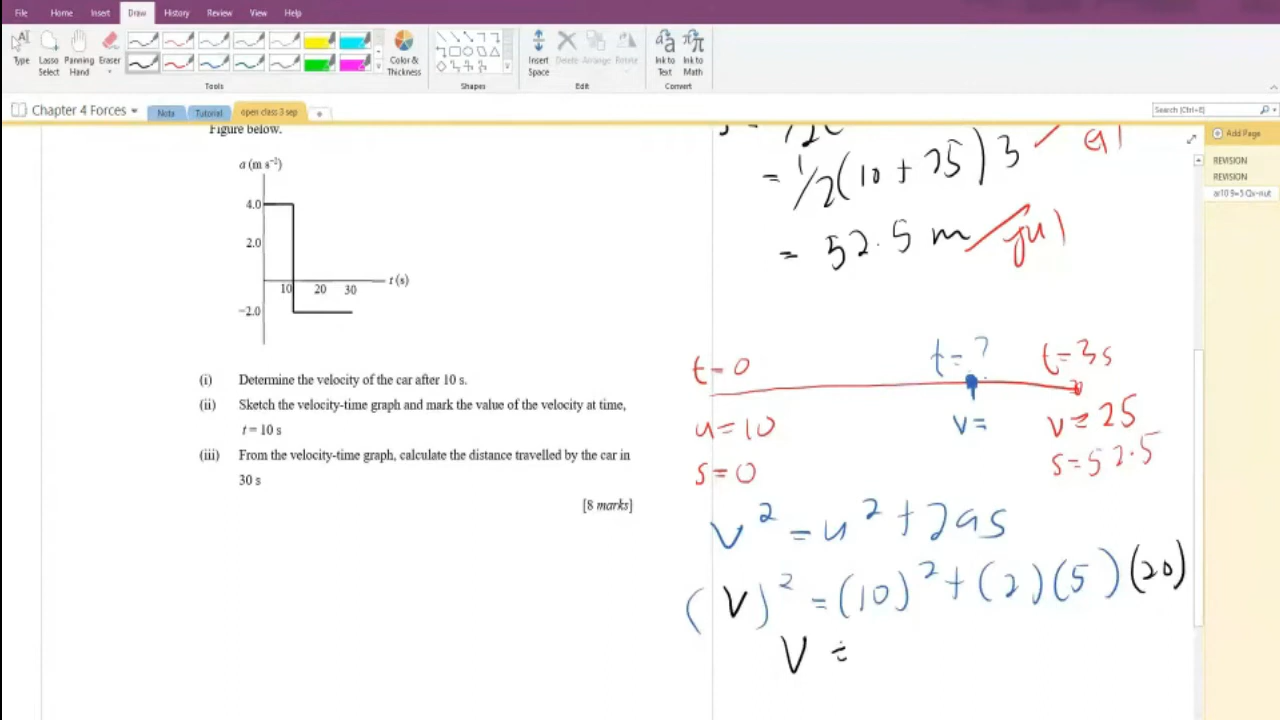 File Home Insert Draw History Review View Help
Type Lasso Select Panning Hand Eraser Color & Thickness Insert Space Delete Arrange Rotate Ink to Text Ink to Math
Tools Shapes Edit Convert
Chapter 4 Forces Nota Tutorial open class 3 sep Search (Ctrl+E)
Add Page
REVISION
REVISION
Figure below.
a (m s⁻²)
4.0
2.0
t (s)
10 20 30
−2.0
(i) Determine the velocity of the car after 10 s.
(ii) Sketch the velocity-time graph and mark the value of the velocity at time,
t = 10 s
(iii) From the velocity-time graph, calculate the distance travelled by the car in
30 s
[8 marks]
= 1/2(10 + 25)3
= 52.5 m
t=0 t=? t=3s
u=10 v= v=25
s=0 s=52.5
v² = u² + 2as
(v)² = (10)² + (2)(5)(20)
v =